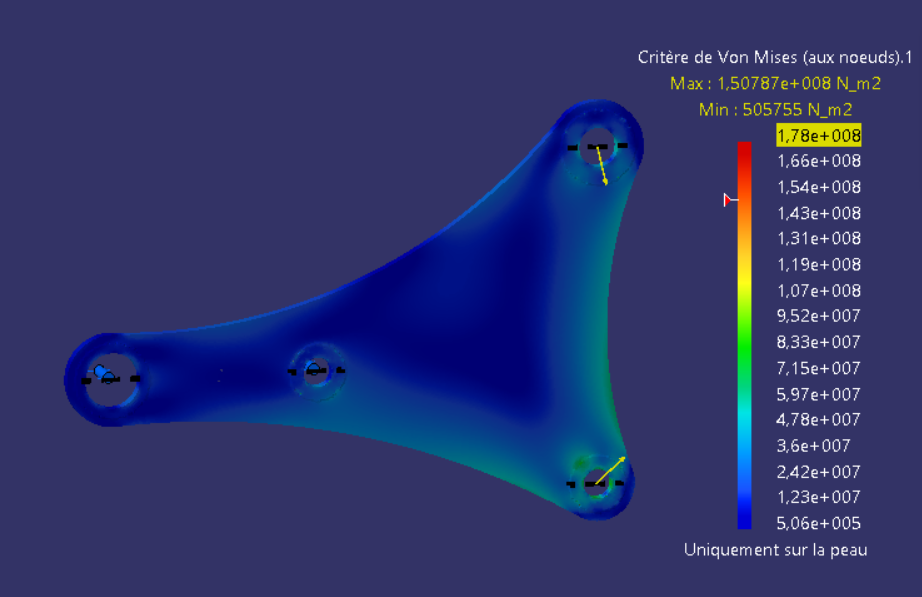 Critère de Von Mises (aux noeuds).1
Max : 1,50787e+008 N_m2
Min : 505755 N_m2
1,78e+008
1,66e+008
1,54e+008
1,43e+008
1,31e+008
1,19e+008
1,07e+008
9,52e+007
8,33e+007
7,15e+007
5,97e+007
4,78e+007
3,6e+007
2,42e+007
1,23e+007
5,06e+005
Uniquement sur la peau